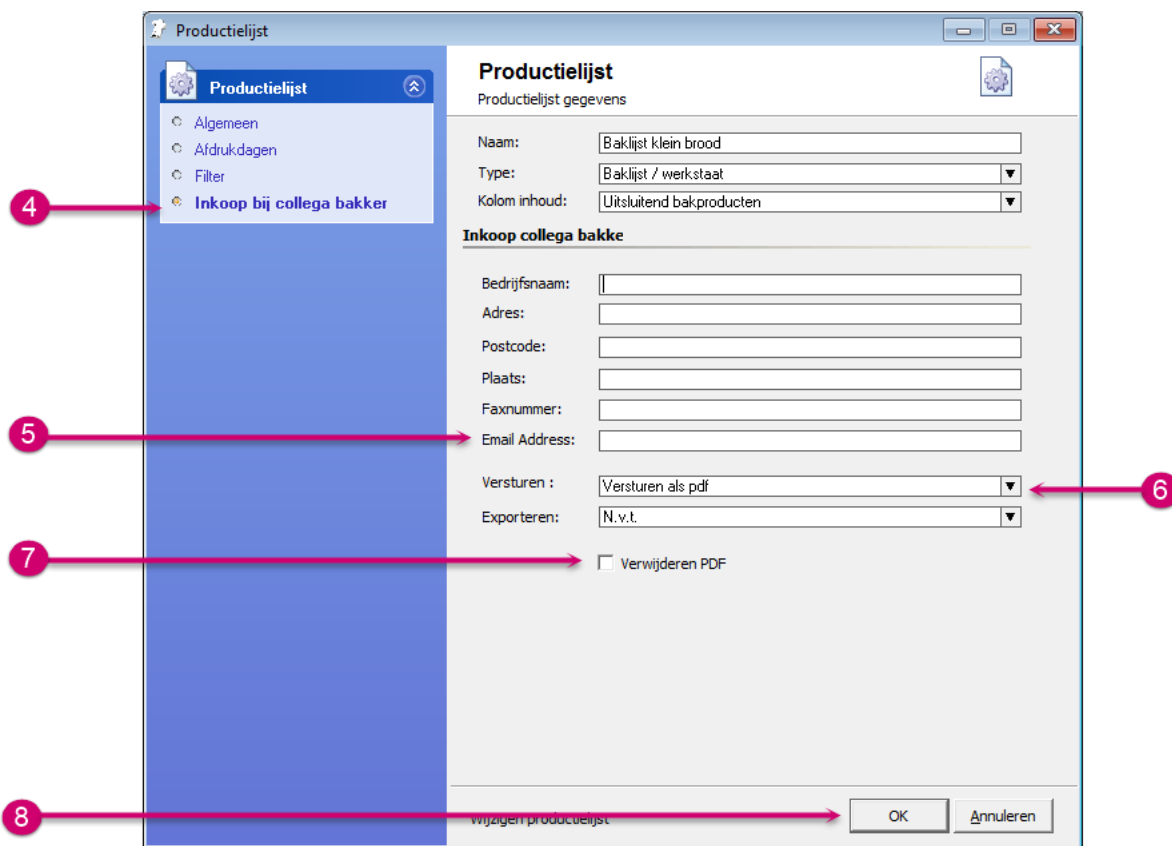 Productielijst
Productielijst
Algemeen
Afdrukdagen
Filter
4
Inkoop bij collega bakker
Productielijst
Productielijst gegevens
Naam: Baklijst klein brood
Type: Baklijst / werkstaat
Kolom inhoud: Uitsluitend bakproducten
Inkoop collega bakke
Bedrijfsnaam:
Adres:
Postcode:
Plaats:
Faxnummer:
5 Email Address:
Versturen : Versturen als pdf 6
Exporteren: N.v.t.
7 Verwijderen PDF
8 Wijzigen productielijst OK Annuleren